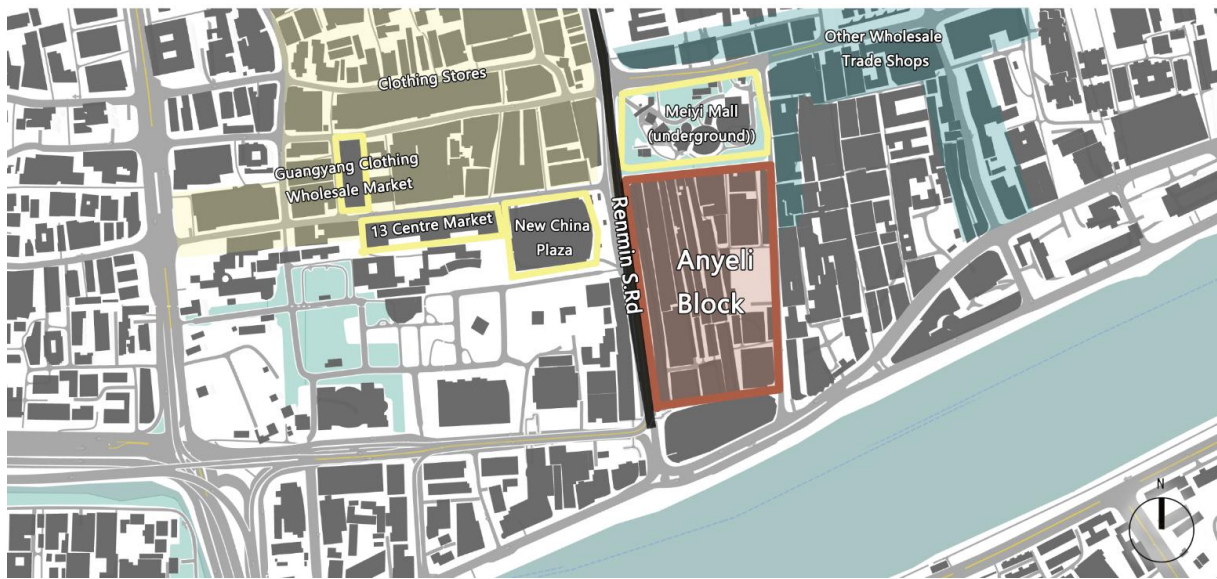 Other Wholesale
Trade Shops
Clothing Stores
Meiyi Mall
(underground))
Guangyang Clothing
Wholesale Market
13 Centre Market
New China
Plaza
Renmin S.Rd
Anyeli
Block
N